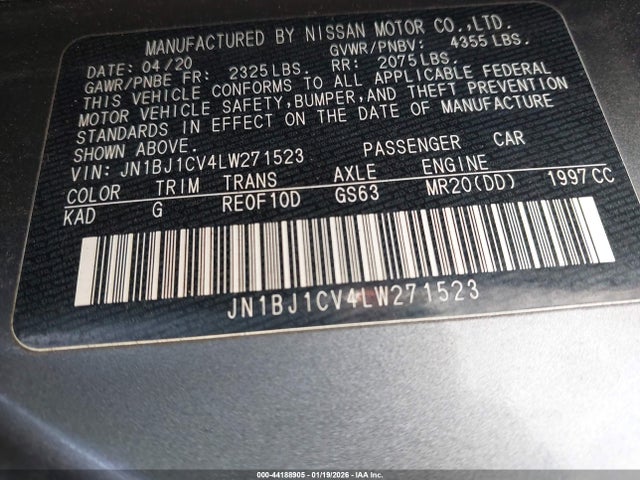 MANUFACTURED BY NISSAN MOTOR CO.,LTD.
DATE: 04/20 GVWR/PNBV: 4355 LBS.
GAWR/PNBE FR: 2325 LBS. RR: 2075 LBS.
THIS VEHICLE CONFORMS TO ALL APPLICABLE FEDERAL
MOTOR VEHICLE SAFETY, BUMPER, AND THEFT PREVENTION
STANDARDS IN EFFECT ON THE DATE OF MANUFACTURE
SHOWN ABOVE.
VIN: JN1BJ1CV4LW271523 PASSENGER CAR
COLOR TRIM TRANS AXLE ENGINE
KAD G RE0F10D GS63 MR20(DD) 1997 CC
JN1BJ1CV4LW271523
000-44188905 - 01/19/2026 - IAA Inc.